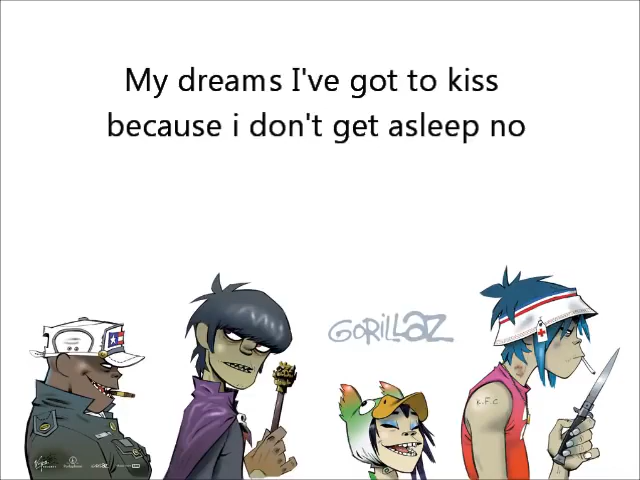 My dreams I've got to kiss
because i don't get asleep no
GORILLAZ
K.F.C